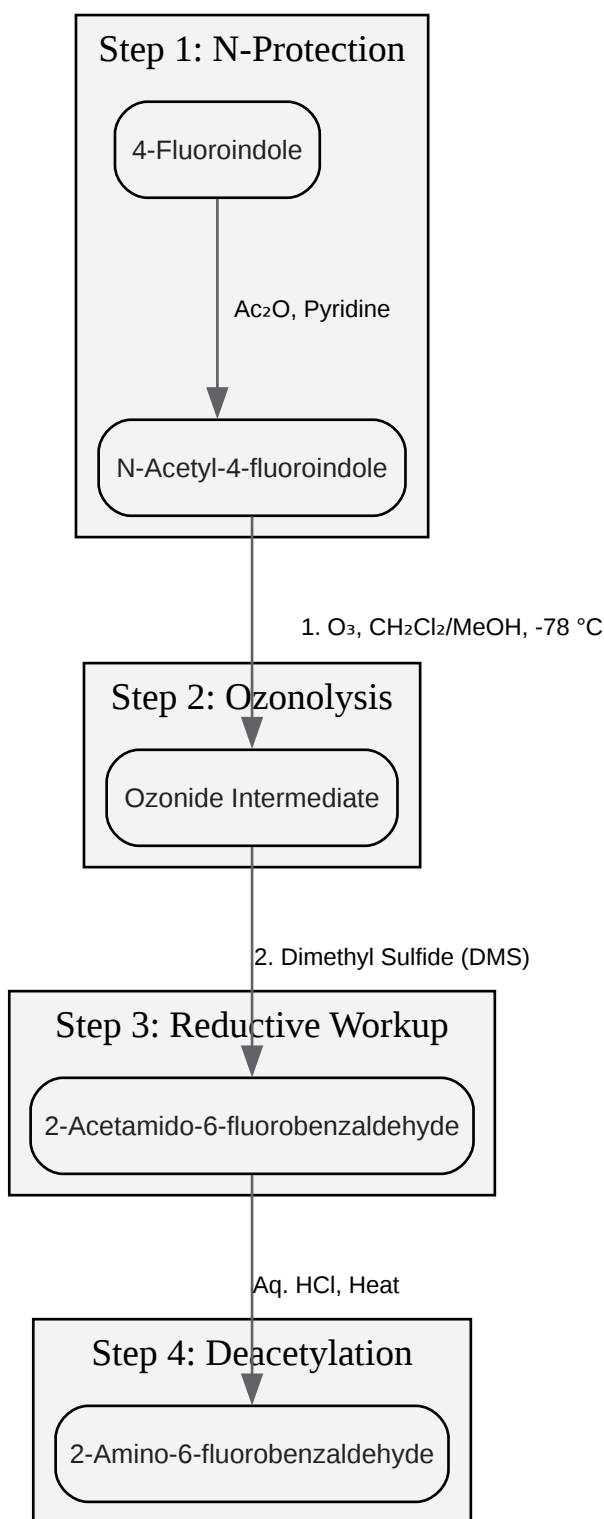 Step 1: N-Protection
4-Fluoroindole
Ac₂O, Pyridine
N-Acetyl-4-fluoroindole
1. O₃, CH₂Cl₂/MeOH, -78 °C
Step 2: Ozonolysis
Ozonide Intermediate
2. Dimethyl Sulfide (DMS)
Step 3: Reductive Workup
2-Acetamido-6-fluorobenzaldehyde
Aq. HCl, Heat
Step 4: Deacetylation
2-Amino-6-fluorobenzaldehyde